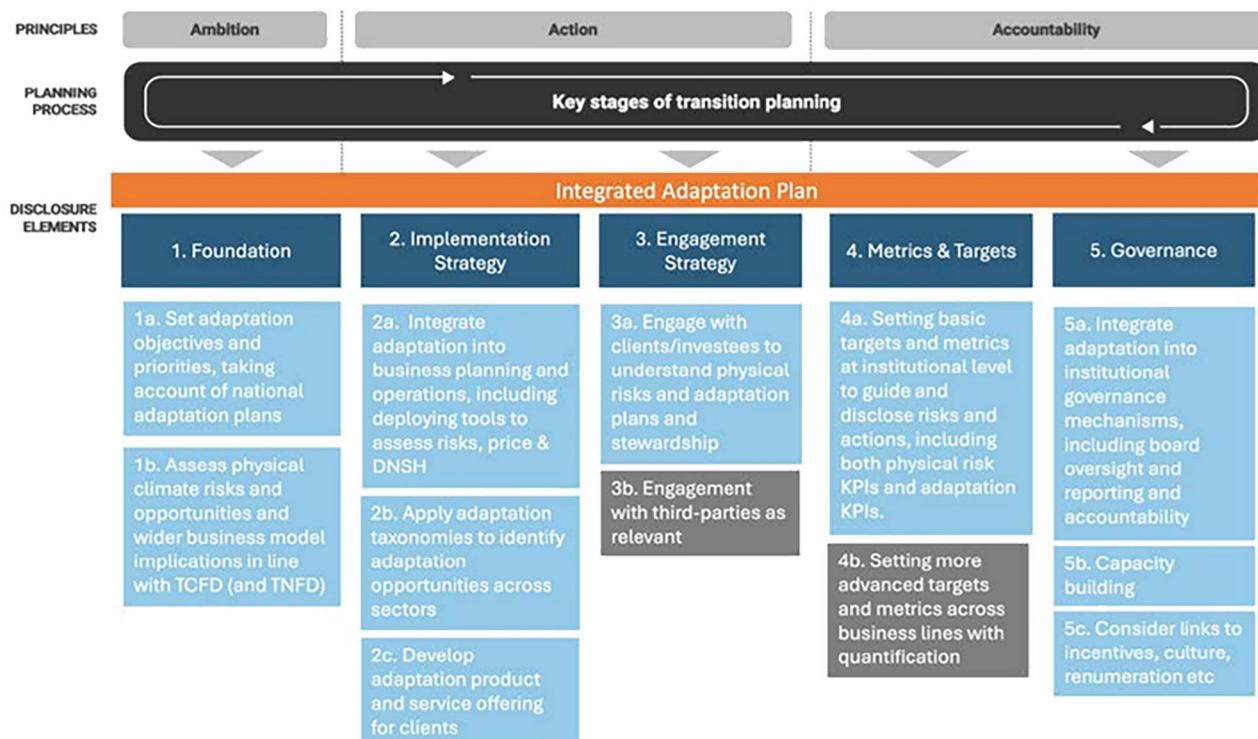 PRINCIPLES
Ambition
Action
Accountability
PLANNING
PROCESS
Key stages of transition planning
Integrated Adaptation Plan
DISCLOSURE
ELEMENTS
1. Foundation
1a. Set adaptation
objectives and
priorities, taking
account of national
adaptation plans
1b. Assess physical
climate risks and
opportunities and
wider business model
implications in line
with TCFD (and TNFD)
2. Implementation
Strategy
2a. Integrate
adaptation into
business planning and
operations, including
deploying tools to
assess risks, price &
DNSH
2b. Apply adaptation
taxonomies to identify
adaptation
opportunities across
sectors
2c. Develop
adaptation product
and service offering
for clients
3. Engagement
Strategy
3a. Engage with
clients/investees to
understand physical
risks and adaptation
plans and
stewardship
3b. Engagement
with third-parties as
relevant
4. Metrics & Targets
4a. Setting basic
targets and metrics
at institutional level
to guide and
disclose risks and
actions, including
both physical risk
KPIs and adaptation
KPIs.
4b. Setting more
advanced targets
and metrics across
business lines with
quantification
5. Governance
5a. Integrate
adaptation into
institutional
governance
mechanisms,
including board
oversight and
reporting and
accountability
5b. Capacity
building
5c. Consider links to
incentives, culture,
renumeration etc